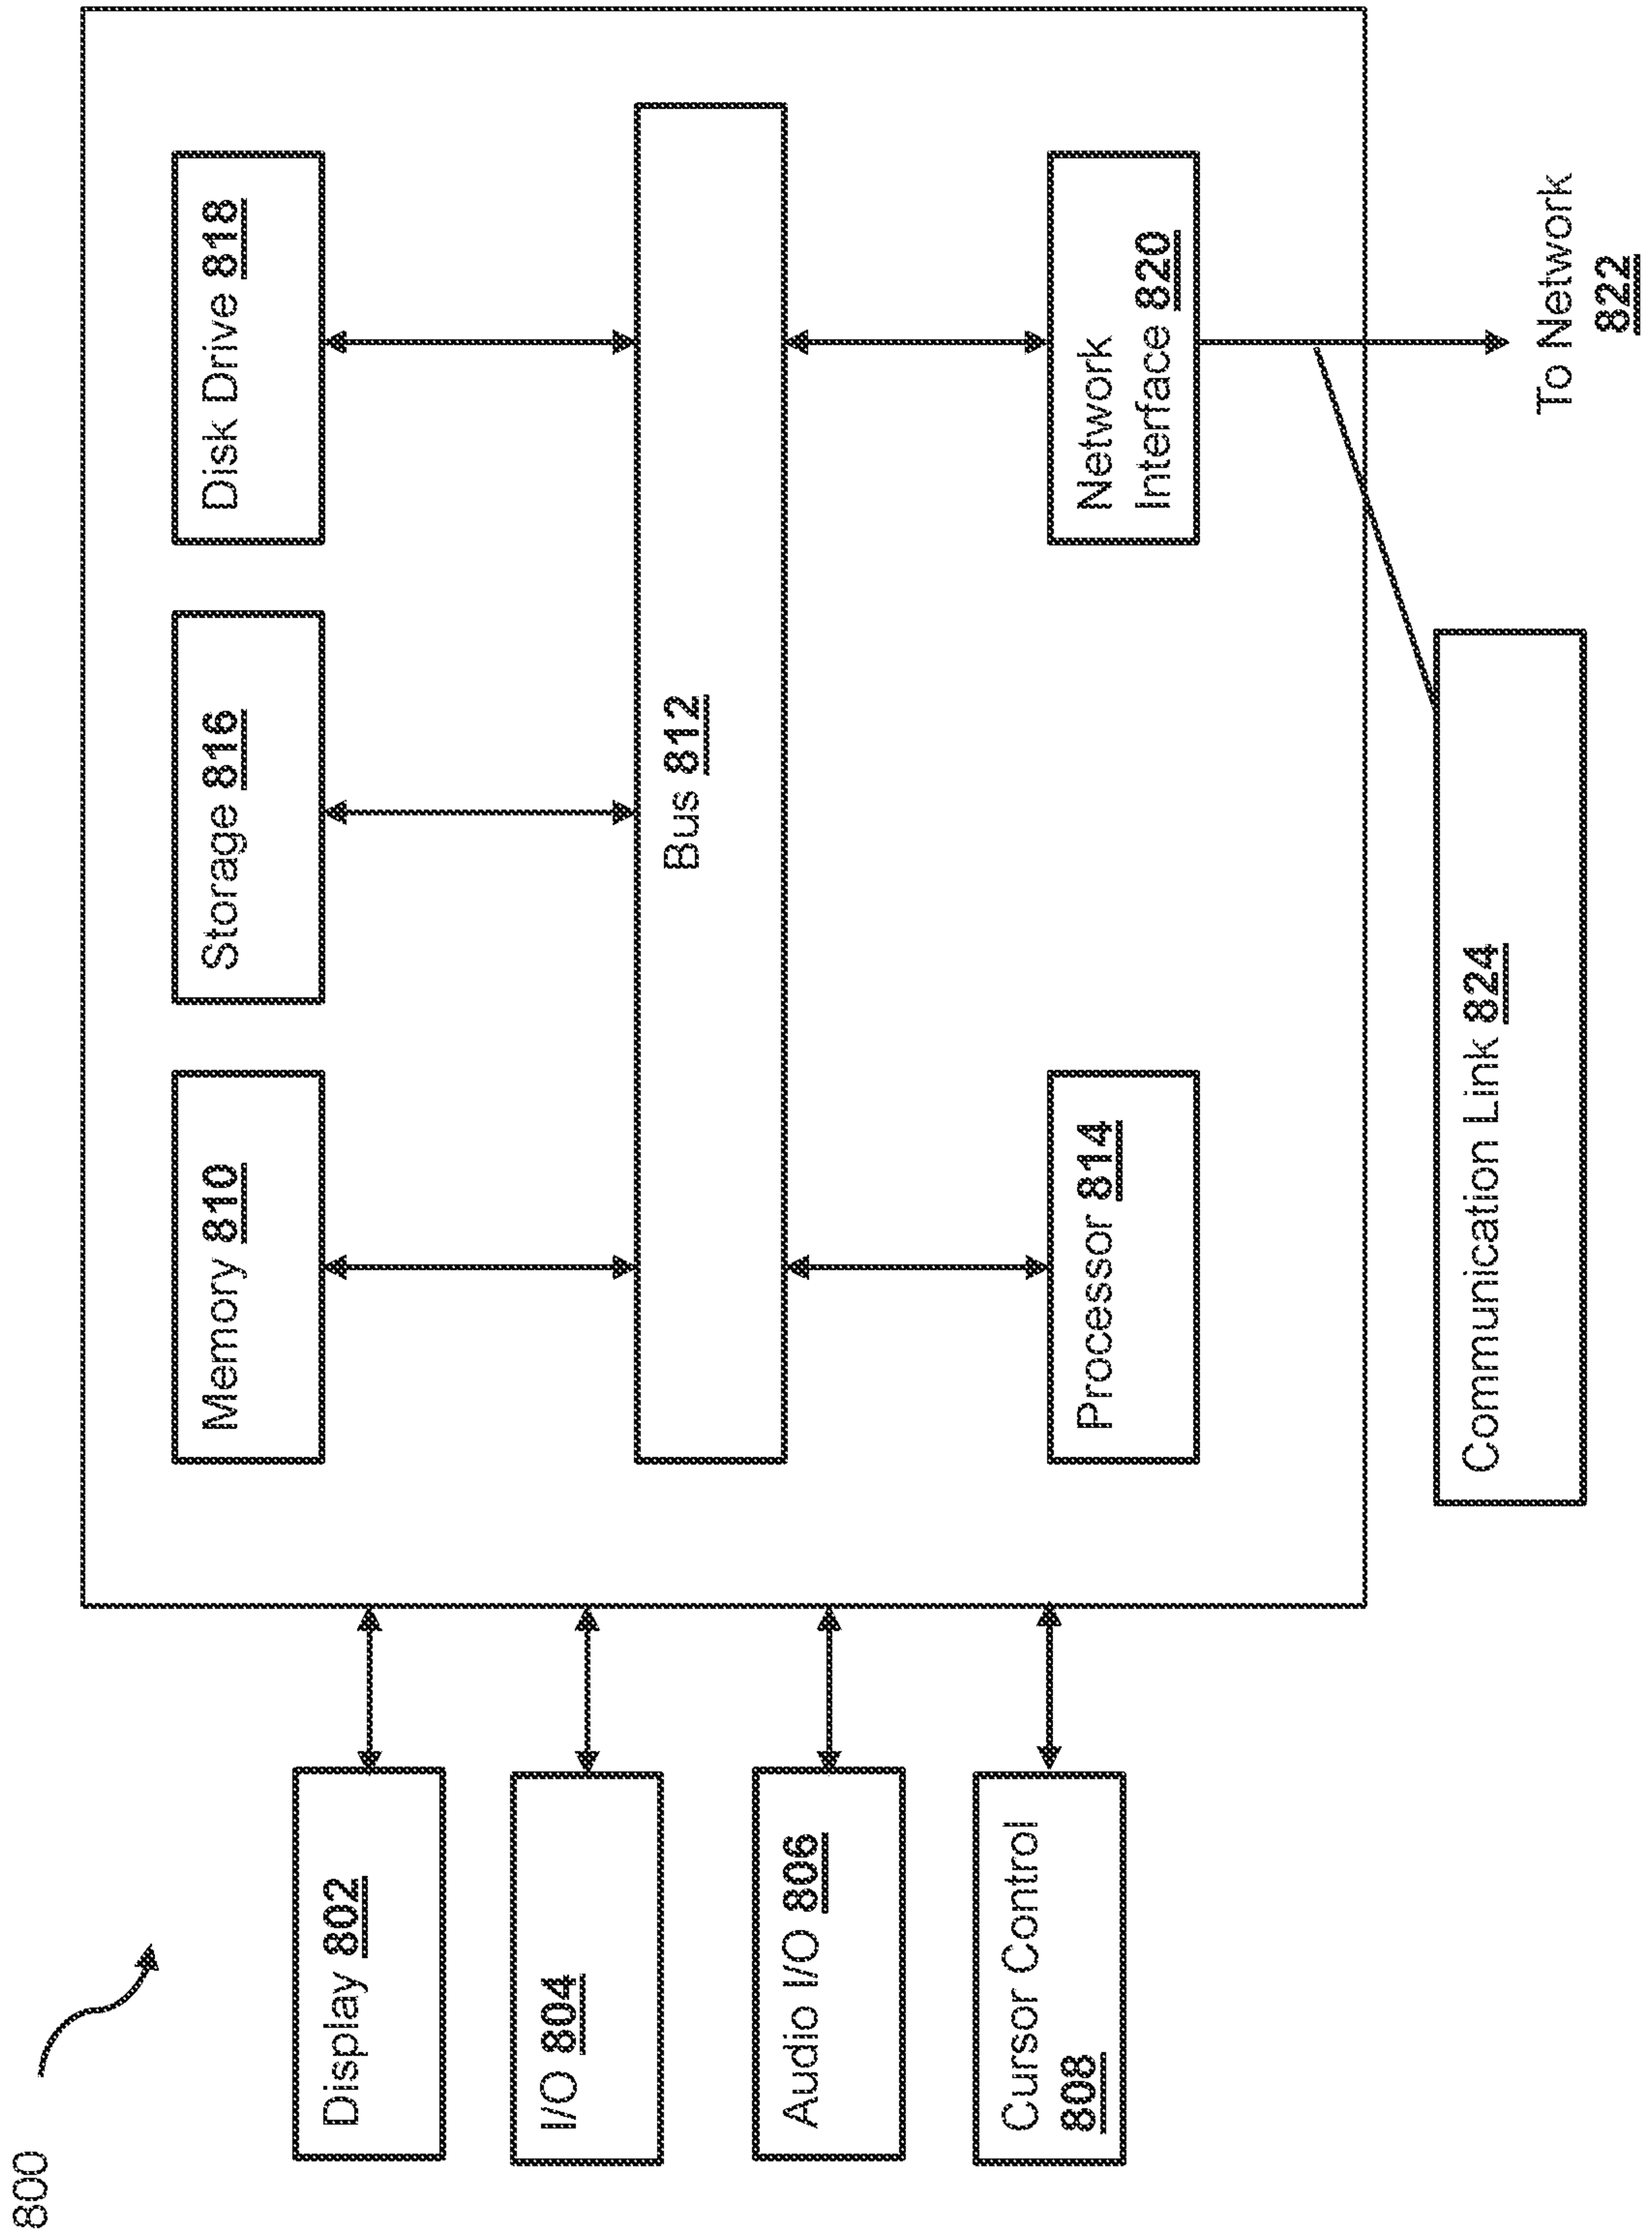 800
Display 802
I/O 804
Audio I/O 806
Cursor Control
808
Memory 810
Storage 816
Disk Drive 818
Bus 812
Processor 814
Network
Interface 820
Communication Link 824
To Network
822